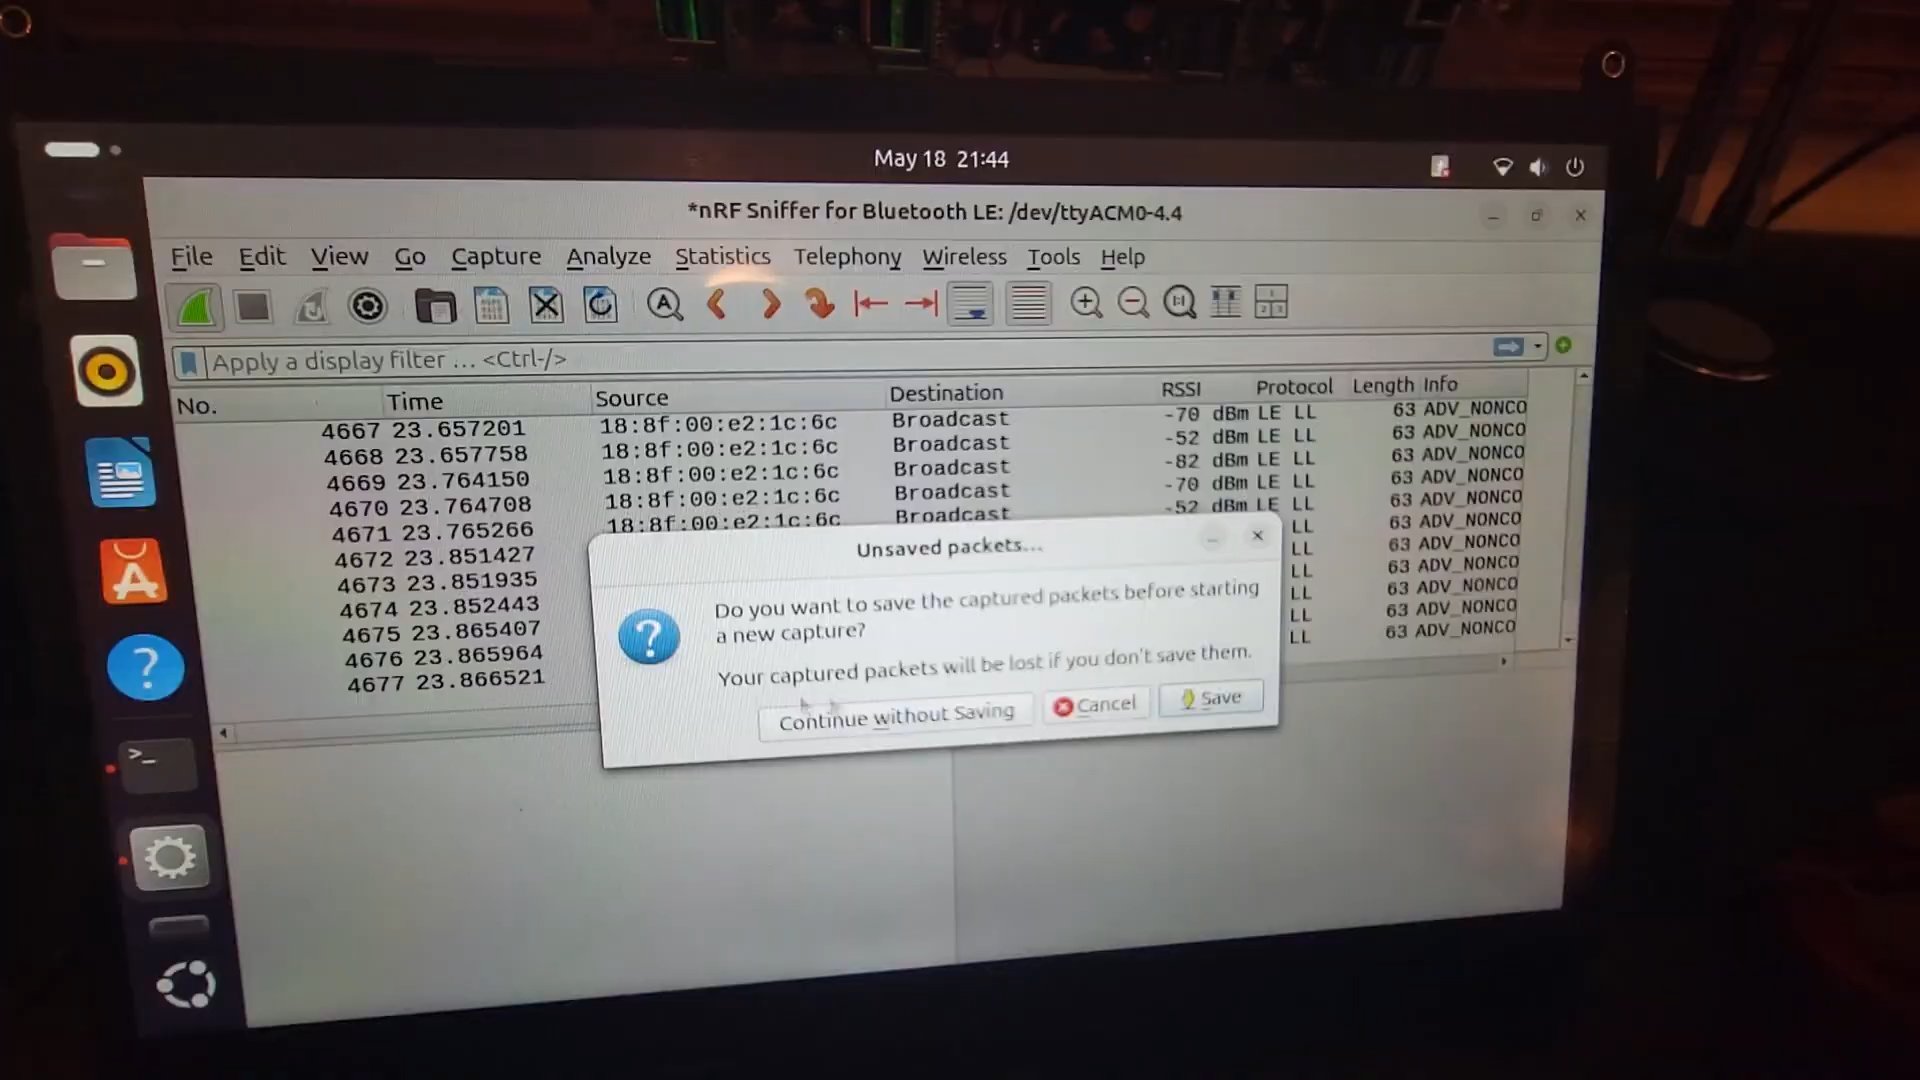 May 18 21:44
*nRF Sniffer for Bluetooth LE: /dev/ttyACM0-4.4
File Edit View Go Capture Analyze Statistics Telephony Wireless Tools Help
Apply a display filter ... <Ctrl-/>
No. Time Source Destination RSSI Protocol Length Info
4667 23.657201 18:8f:00:e2:1c:6c Broadcast -70 dBm LE LL 63 ADV_NONCO
4668 23.657758 18:8f:00:e2:1c:6c Broadcast -52 dBm LE LL 63 ADV_NONCO
4669 23.764150 18:8f:00:e2:1c:6c Broadcast -82 dBm LE LL 63 ADV_NONCO
4670 23.764708 18:8f:00:e2:1c:6c Broadcast -70 dBm LE LL 63 ADV_NONCO
4671 23.765266 18:8f:00:e2:1c:6c Broadcast -52 dBm LE LL 63 ADV_NONCO
4672 23.851427 LL 63 ADV_NONCO
4673 23.851935 LL 63 ADV_NONCO
4674 23.852443 LL 63 ADV_NONCO
4675 23.865407 LL 63 ADV_NONCO
4676 23.865964 LL 63 ADV_NONCO
4677 23.866521 LL 63 ADV_NONCO
Unsaved packets...
Do you want to save the captured packets before starting
a new capture?
Your captured packets will be lost if you don't save them.
Continue without Saving Cancel Save